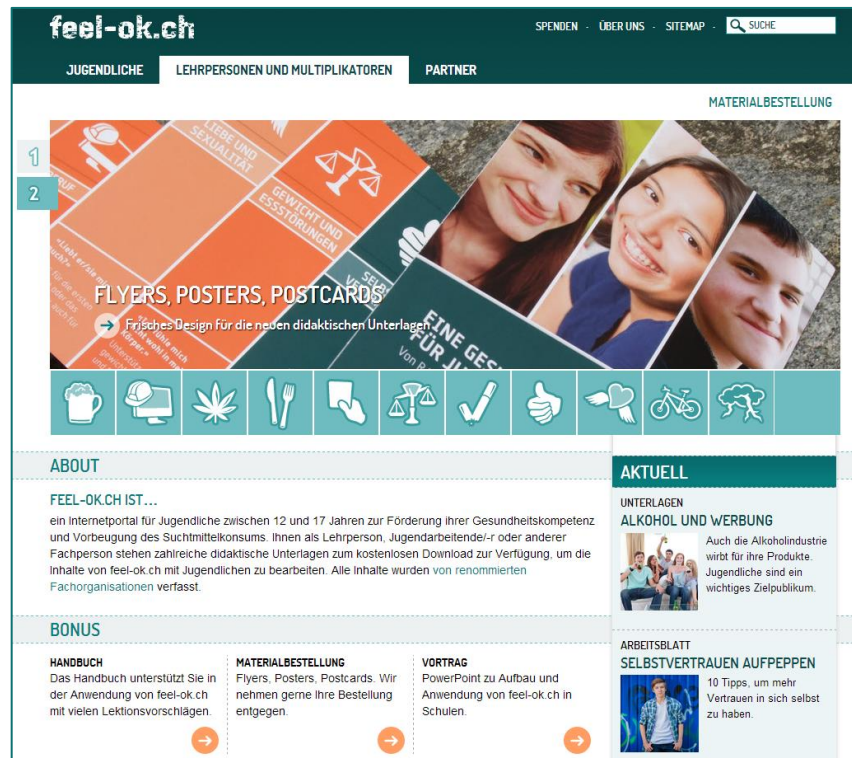 feel-ok.ch
SPENDEN - ÜBER UNS - SITEMAP -
SUCHE
JUGENDLICHE
LEHRPERSONEN UND MULTIPLIKATOREN
PARTNER
MATERIALBESTELLUNG
1
2
LIEBE UND
SEXUALITÄT
GEWICHT UND
ESSSTÖRUNGEN
FLYERS, POSTERS, POSTCARDS
Frisches Design für die neuen didaktischen Unterlagen
EINE
FÜR
Von
ABOUT
FEEL-OK.CH IST...
ein Internetportal für Jugendliche zwischen 12 und 17 Jahren zur Förderung ihrer Gesundheitskompetenz
und Vorbeugung des Suchtmittelkonsums. Ihnen als Lehrperson, Jugendarbeitende/-r oder anderer
Fachperson stehen zahlreiche didaktische Unterlagen zum kostenlosen Download zur Verfügung, um die
Inhalte von feel-ok.ch mit Jugendlichen zu bearbeiten. Alle Inhalte wurden von renommierten
Fachorganisationen verfasst.
BONUS
HANDBUCH
Das Handbuch unterstützt Sie in
der Anwendung von feel-ok.ch
mit vielen Lektionsvorschlägen.
MATERIALBESTELLUNG
Flyers, Posters, Postcards. Wir
nehmen gerne Ihre Bestellung
entgegen.
VORTRAG
PowerPoint zu Aufbau und
Anwendung von feel-ok.ch in
Schulen.
AKTUELL
UNTERLAGEN
ALKOHOL UND WERBUNG
Auch die Alkoholindustrie
wirbt für ihre Produkte.
Jugendliche sind ein
wichtiges Zielpublikum.
ARBEITSBLATT
SELBSTVERTRAUEN AUFPEPPEN
10 Tipps, um mehr
Vertrauen in sich selbst
zu haben.